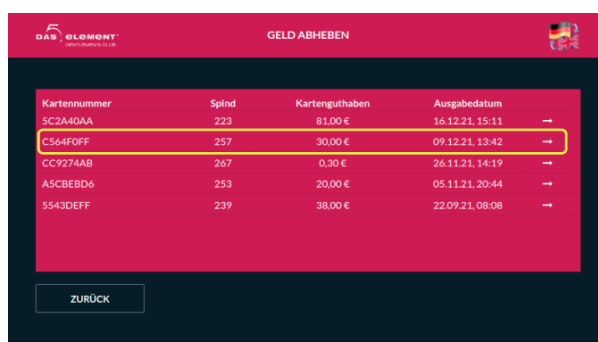 DAS 5 ELEMENT
GENTLEMEN'S CLUB
GELD ABHEBEN
Kartennummer Spind Kartenguthaben Ausgabedatum
5C2A40AA 223 81,00 € 16.12.21, 15:11 →
C564F0FF 257 30,00 € 09.12.21, 13:42 →
CC9274AB 267 0,30 € 26.11.21, 14:19 →
A5CBEBD6 253 20,00 € 05.11.21, 20:44 →
5543DEFF 239 38,00 € 22.09.21, 08:08 →
ZURÜCK